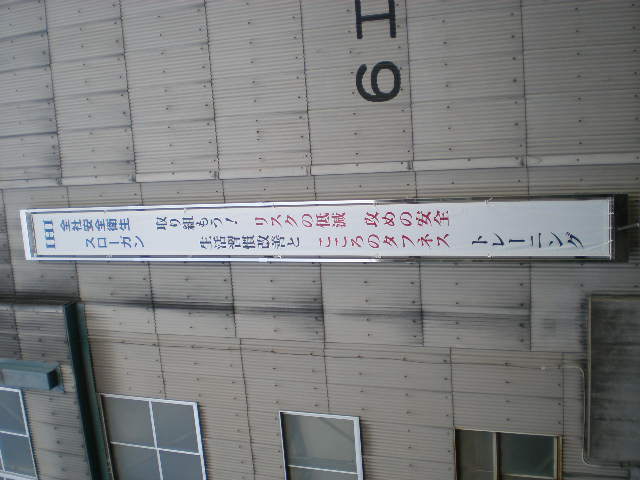 6工
IHI
全社安全衛生
スローガン
取り組もう! リスクの低減 攻めの安全
生活習慣改善と こころのタフネス
トレーニング